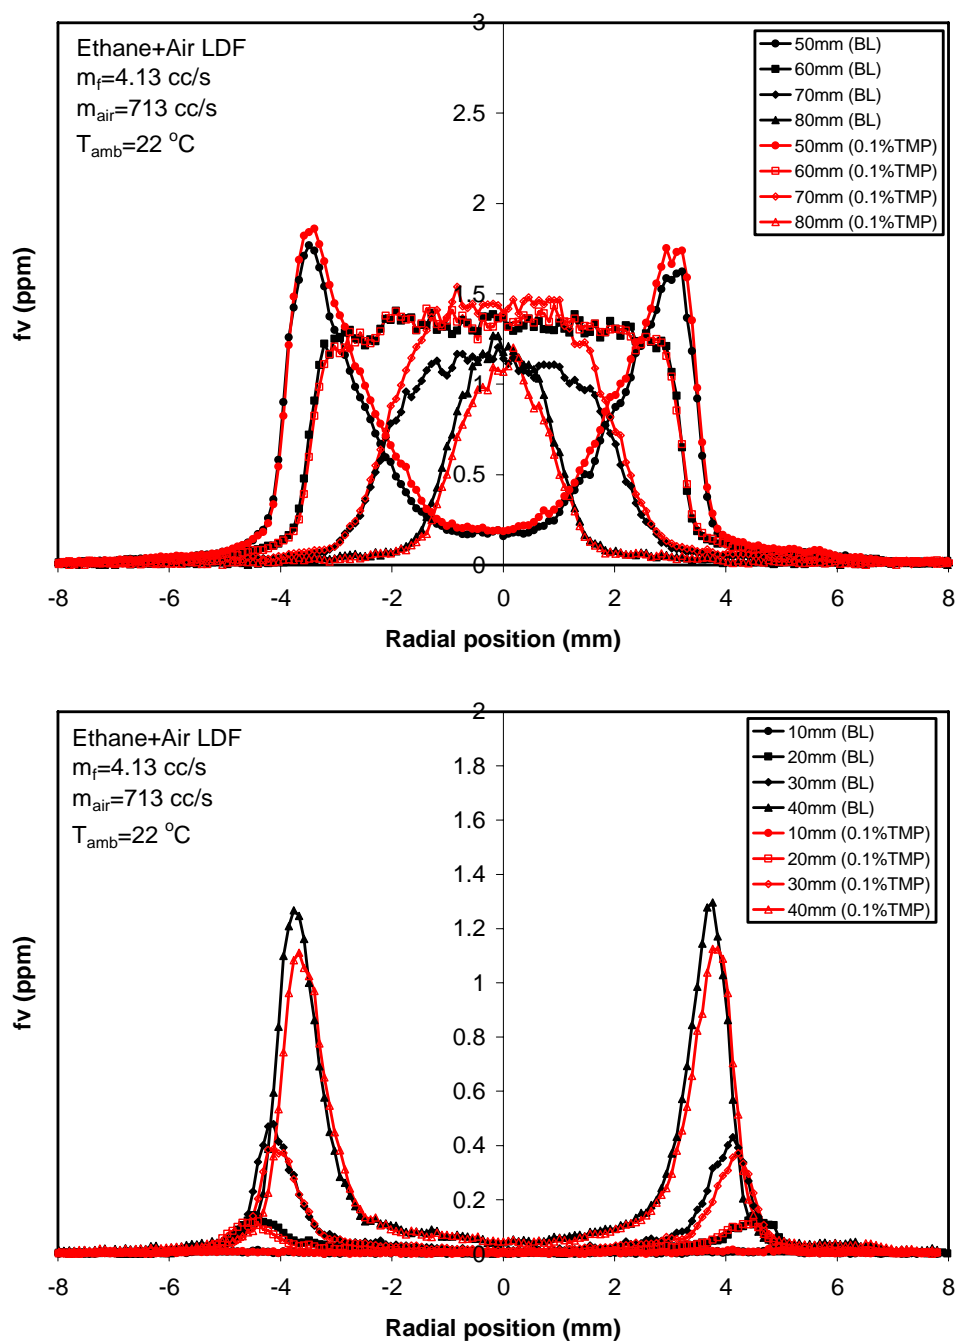 Ethane+Air LDF
m_f=4.13 cc/s
m_air=713 cc/s
T_amb=22 °C
50mm (BL)
60mm (BL)
70mm (BL)
80mm (BL)
50mm (0.1%TMP)
60mm (0.1%TMP)
70mm (0.1%TMP)
80mm (0.1%TMP)
3
2.5
2
1.5
1
0.5
0
fv (ppm)
-8 -6 -4 -2 0 2 4 6 8
Radial position (mm)
Ethane+Air LDF
m_f=4.13 cc/s
m_air=713 cc/s
T_amb=22 °C
10mm (BL)
20mm (BL)
30mm (BL)
40mm (BL)
10mm (0.1%TMP)
20mm (0.1%TMP)
30mm (0.1%TMP)
40mm (0.1%TMP)
2
1.8
1.6
1.4
1.2
1
0.8
0.6
0.4
0.2
0
fv (ppm)
-8 -6 -4 -2 0 2 4 6 8
Radial position (mm)